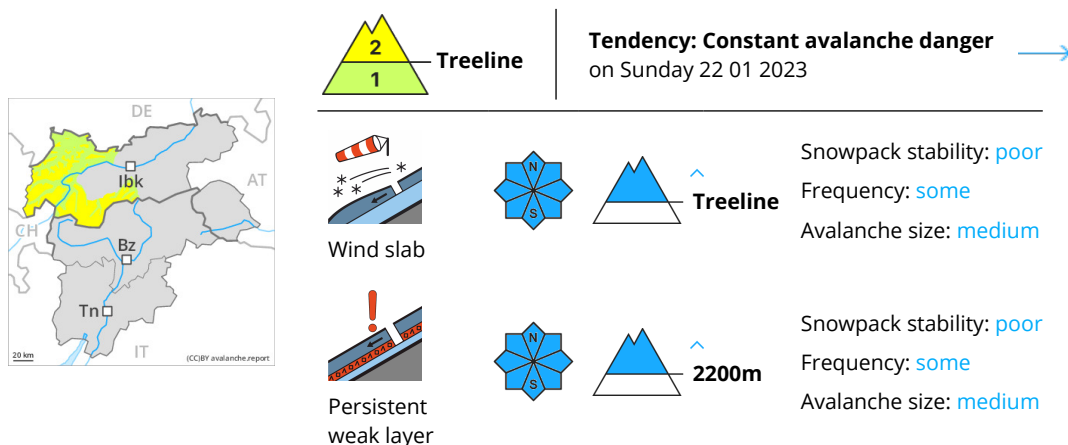 2
1
Treeline
Tendency: Constant avalanche danger
on Sunday 22 01 2023
DE
AT
Ibk
CH
Bz
Tn
IT
20 km
(CC)BY avalanche.report
Wind slab
N
S
Treeline
Snowpack stability: poor
Frequency: some
Avalanche size: medium
Persistent
weak layer
N
S
2200m
Snowpack stability: poor
Frequency: some
Avalanche size: medium